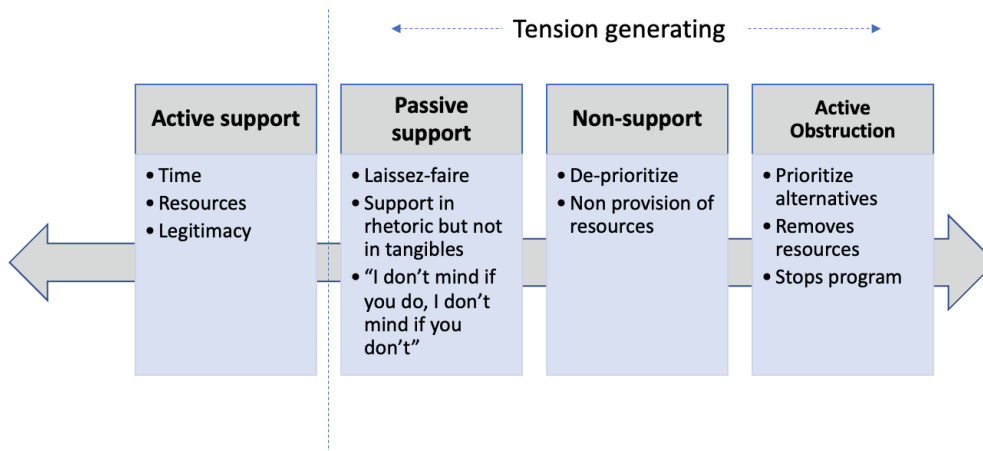 Tension generating
Active support
• Time
• Resources
• Legitimacy
Passive
support
• Laissez-faire
• Support in
rhetoric but not
in tangibles
• “I don’t mind if
you do, I don’t
mind if you
don’t”
Non-support
• De-prioritize
• Non provision of
resources
Active
Obstruction
• Prioritize
alternatives
• Removes
resources
• Stops program